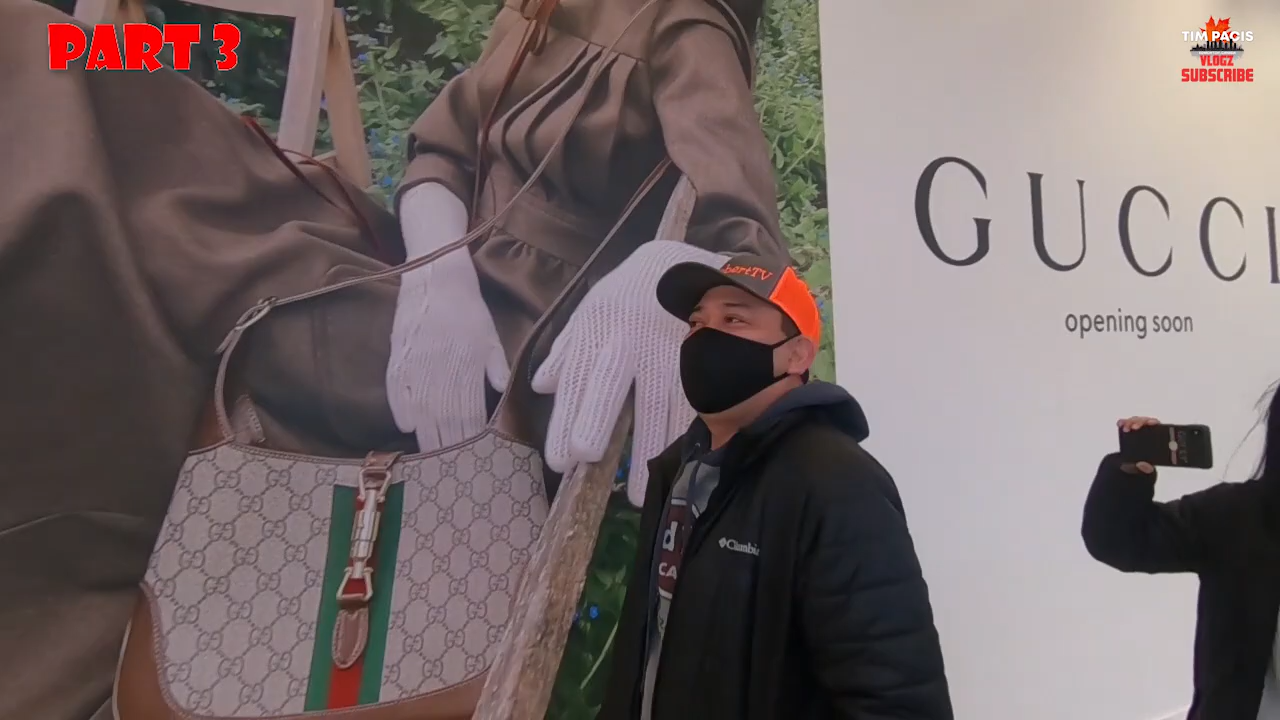 PART 3
TIM PACIS
VLOGZ
SUBSCRIBE
GUCCI
opening soon
Columbia